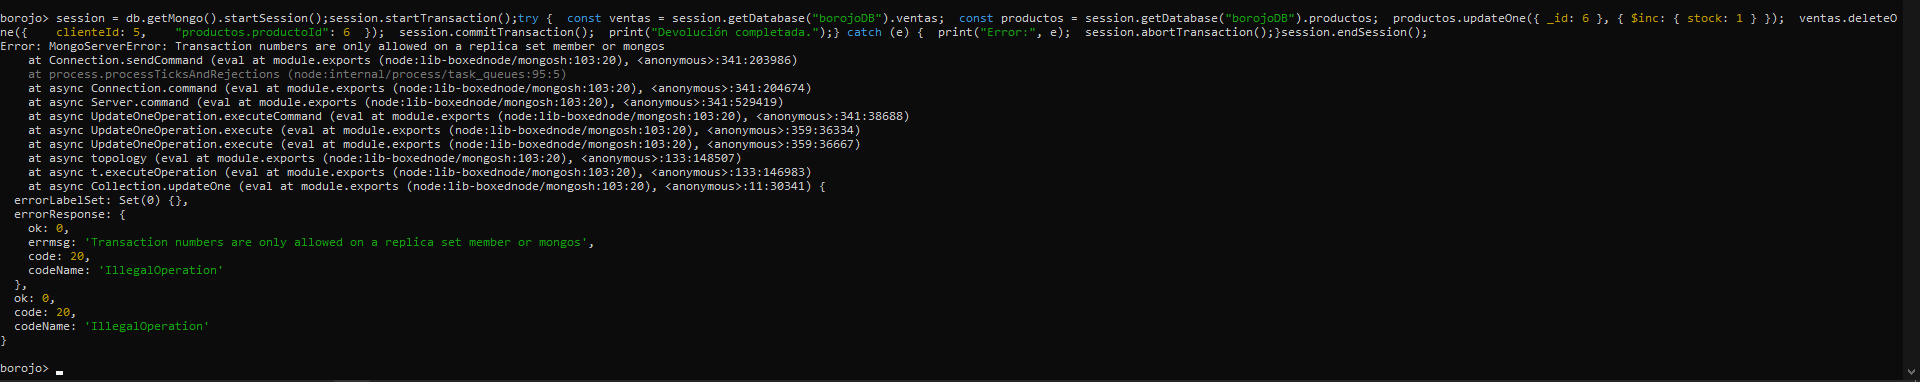 borojo> session = db.getMongo().startSession();session.startTransaction();try {  const ventas = session.getDatabase("borojoDB").ventas;  const productos = session.getDatabase("borojoDB").productos;  productos.updateOne({ _id: 6 }, { $inc: { stock: 1 } });  ventas.deleteO
ne({    clienteId: 5,    "productos.productoId": 6  });  session.commitTransaction();  print("Devolución completada.");} catch (e) {  print("Error:", e);  session.abortTransaction();}session.endSession();
Error: MongoServerError: Transaction numbers are only allowed on a replica set member or mongos
    at Connection.sendCommand (eval at module.exports (node:lib-boxednode/mongosh:103:20), <anonymous>:341:203986)
    at process.processTicksAndRejections (node:internal/process/task_queues:95:5)
    at async Connection.command (eval at module.exports (node:lib-boxednode/mongosh:103:20), <anonymous>:341:204674)
    at async Server.command (eval at module.exports (node:lib-boxednode/mongosh:103:20), <anonymous>:341:529419)
    at async UpdateOneOperation.executeCommand (eval at module.exports (node:lib-boxednode/mongosh:103:20), <anonymous>:341:38688)
    at async UpdateOneOperation.execute (eval at module.exports (node:lib-boxednode/mongosh:103:20), <anonymous>:359:36334)
    at async UpdateOneOperation.execute (eval at module.exports (node:lib-boxednode/mongosh:103:20), <anonymous>:359:36667)
    at async topology (eval at module.exports (node:lib-boxednode/mongosh:103:20), <anonymous>:133:148507)
    at async t.executeOperation (eval at module.exports (node:lib-boxednode/mongosh:103:20), <anonymous>:133:146983)
    at async Collection.updateOne (eval at module.exports (node:lib-boxednode/mongosh:103:20), <anonymous>:11:30341) {
  errorLabelSet: Set(0) {},
  errorResponse: {
    ok: 0,
    errmsg: 'Transaction numbers are only allowed on a replica set member or mongos',
    code: 20,
    codeName: 'IllegalOperation'
  },
  ok: 0,
  code: 20,
  codeName: 'IllegalOperation'
}
borojo>